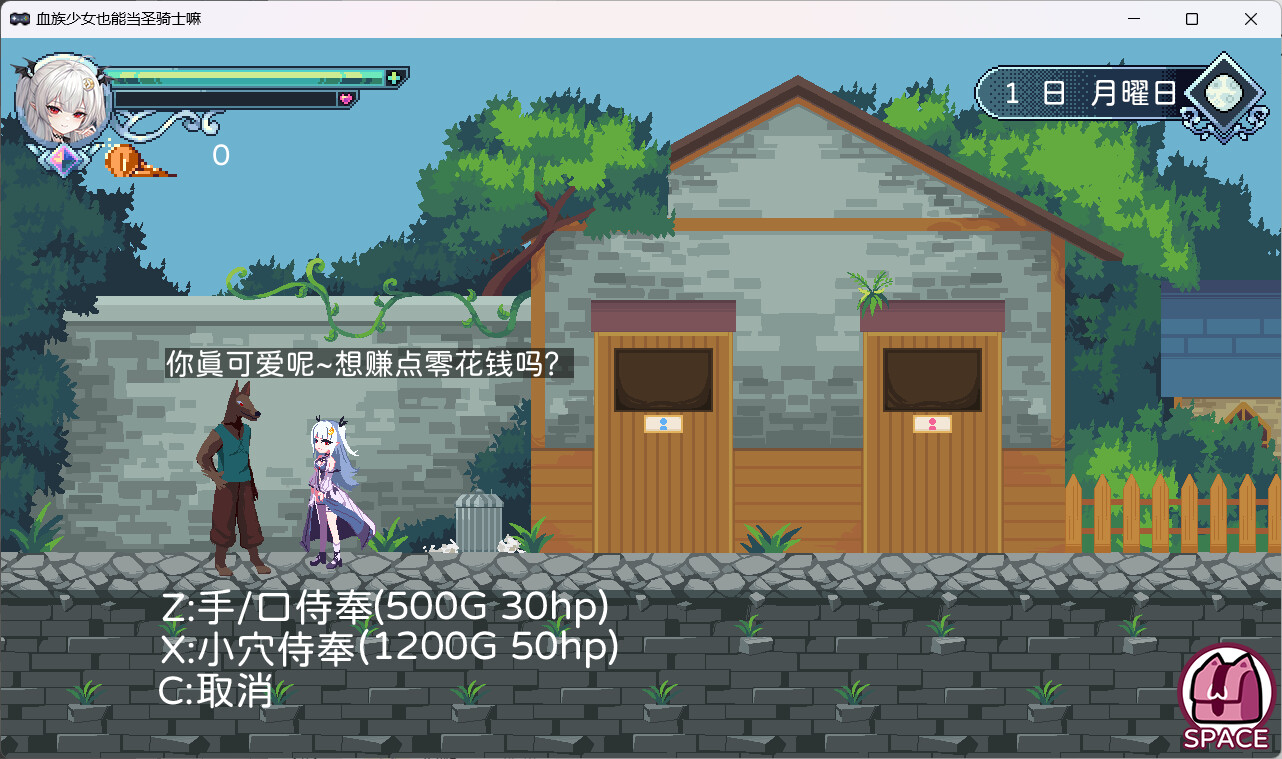 血族少女也能当圣骑士嘛
1 日 月曜日
0
你真可爱呢~想赚点零花钱吗?
Z:手/口侍奉(500G 30hp)
X:小穴侍奉(1200G 50hp)
C:取消
SPACE